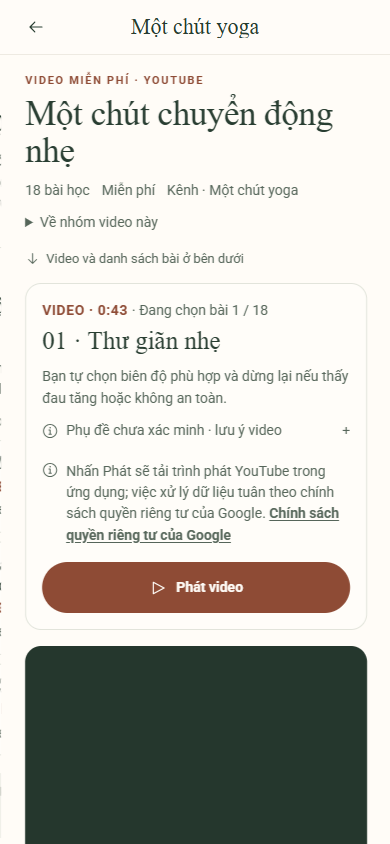 Một chút yoga
VIDEO MIỄN PHÍ · YOUTUBE
Một chút chuyển động
nhẹ
18 bài học Miễn phí Kênh · Một chút yoga
Về nhóm video này
Video và danh sách bài ở bên dưới
VIDEO · 0:43 · Đang chọn bài 1 / 18
01 · Thư giãn nhẹ
Bạn tự chọn biên độ phù hợp và dừng lại nếu thấy
đau tăng hoặc không an toàn.
Phụ đề chưa xác minh · lưu ý video +
Nhấn Phát sẽ tải trình phát YouTube trong
ứng dụng; việc xử lý dữ liệu tuân theo chính
sách quyền riêng tư của Google. Chính sách
quyền riêng tư của Google
Phát video